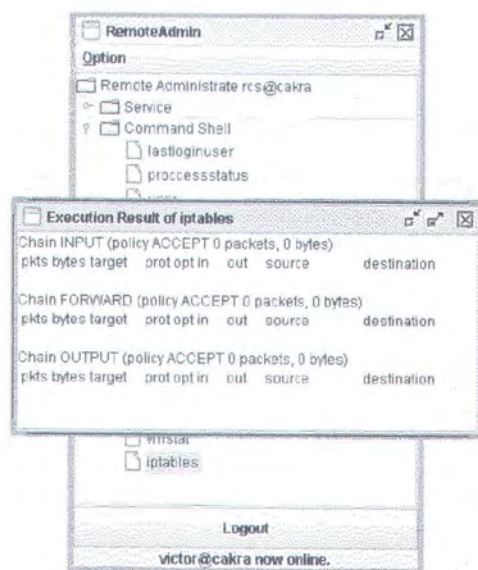 RemoteAdmin
Option
Remote Administrate rcs@cakra
Service
Command Shell
lastloginuser
proccessstatus
Execution Result of iptables
Chain INPUT (policy ACCEPT 0 packets, 0 bytes)
pkts bytes target prot opt in out source destination
Chain FORWARD (policy ACCEPT 0 packets, 0 bytes)
pkts bytes target prot opt in out source destination
Chain OUTPUT (policy ACCEPT 0 packets, 0 bytes)
pkts bytes target prot opt in out source destination
iptables
Logout
victor@cakra now online.